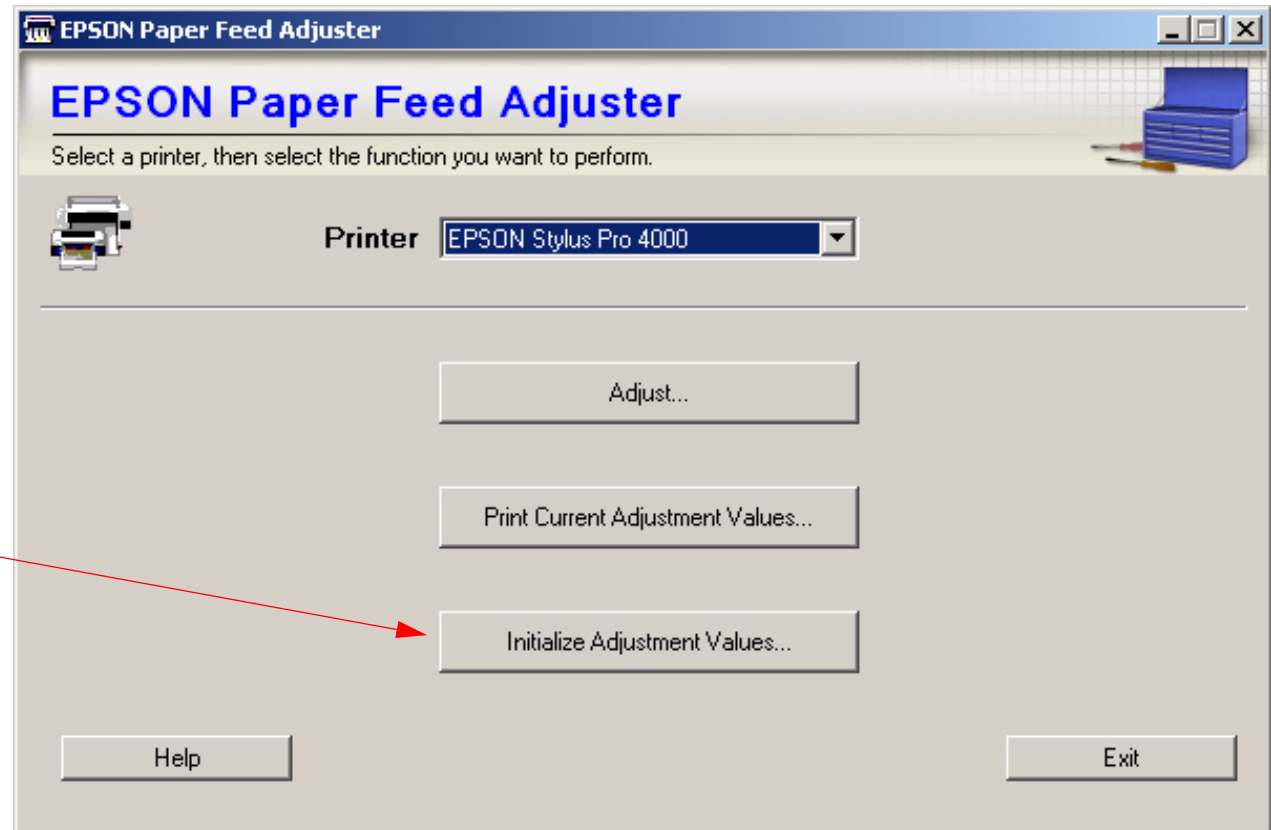 EPSON Paper Feed Adjuster
EPSON Paper Feed Adjuster
Select a printer, then select the function you want to perform.
Printer EPSON Stylus Pro 4000
Adjust...
Print Current Adjustment Values...
Initialize Adjustment Values...
Help Exit